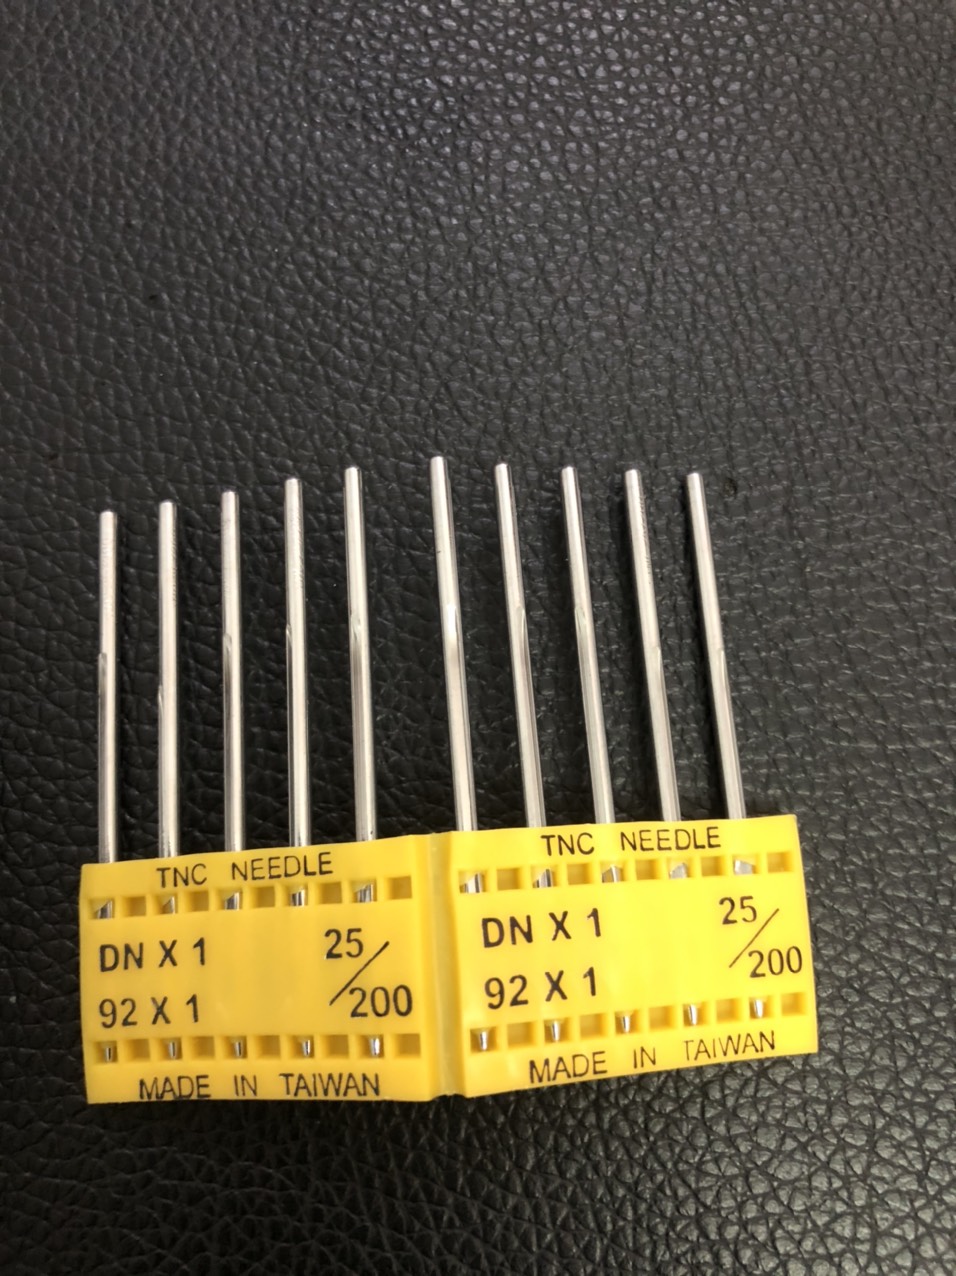 TNC NEEDLE
DN X 1 25/200
92 X 1
MADE IN TAIWAN
TNC NEEDLE
DN X 1 25/200
92 X 1
MADE IN TAIWAN